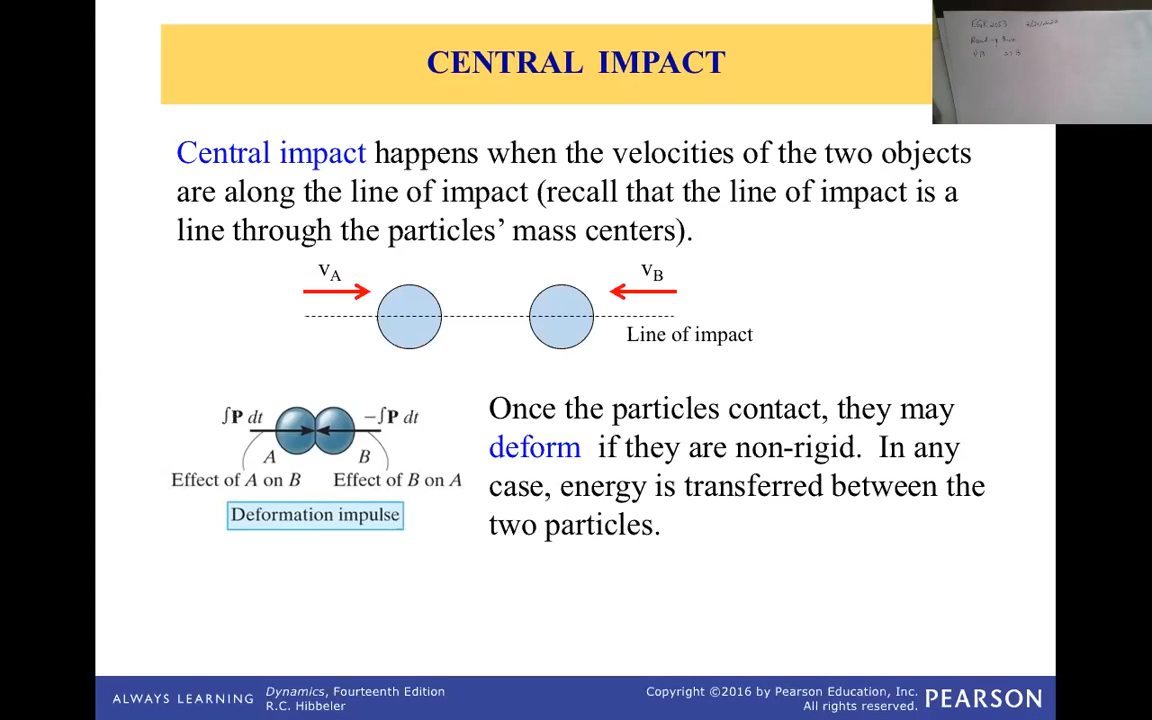 CENTRAL IMPACT
Central impact happens when the velocities of the two objects
are along the line of impact (recall that the line of impact is a
line through the particles' mass centers).
vA
vB
Line of impact
∫P dt
−∫P dt
A
B
Effect of A on B
Effect of B on A
Deformation impulse
Once the particles contact, they may
deform if they are non-rigid. In any
case, energy is transferred between the
two particles.
ALWAYS LEARNING
Dynamics, Fourteenth Edition
R.C. Hibbeler
Copyright ©2016 by Pearson Education, Inc.
All rights reserved.
PEARSON